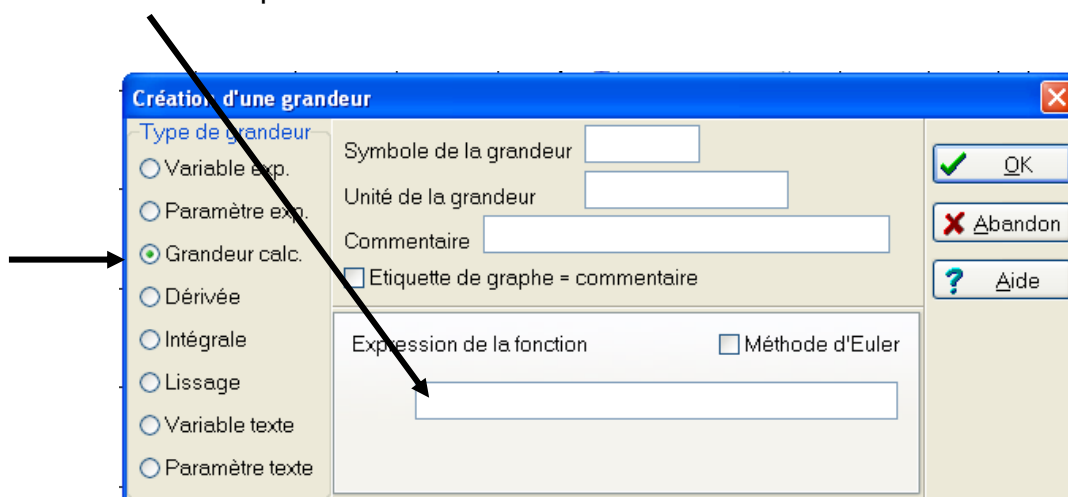 Création d'une grandeur
Type de grandeur
Variable exp.
Paramètre exp.
Grandeur calc.
Dérivée
Intégrale
Lissage
Variable texte
Paramètre texte
Symbole de la grandeur
Unité de la grandeur
Commentaire
Etiquette de graphe = commentaire
Expression de la fonction
Méthode d'Euler
OK
Abandon
Aide